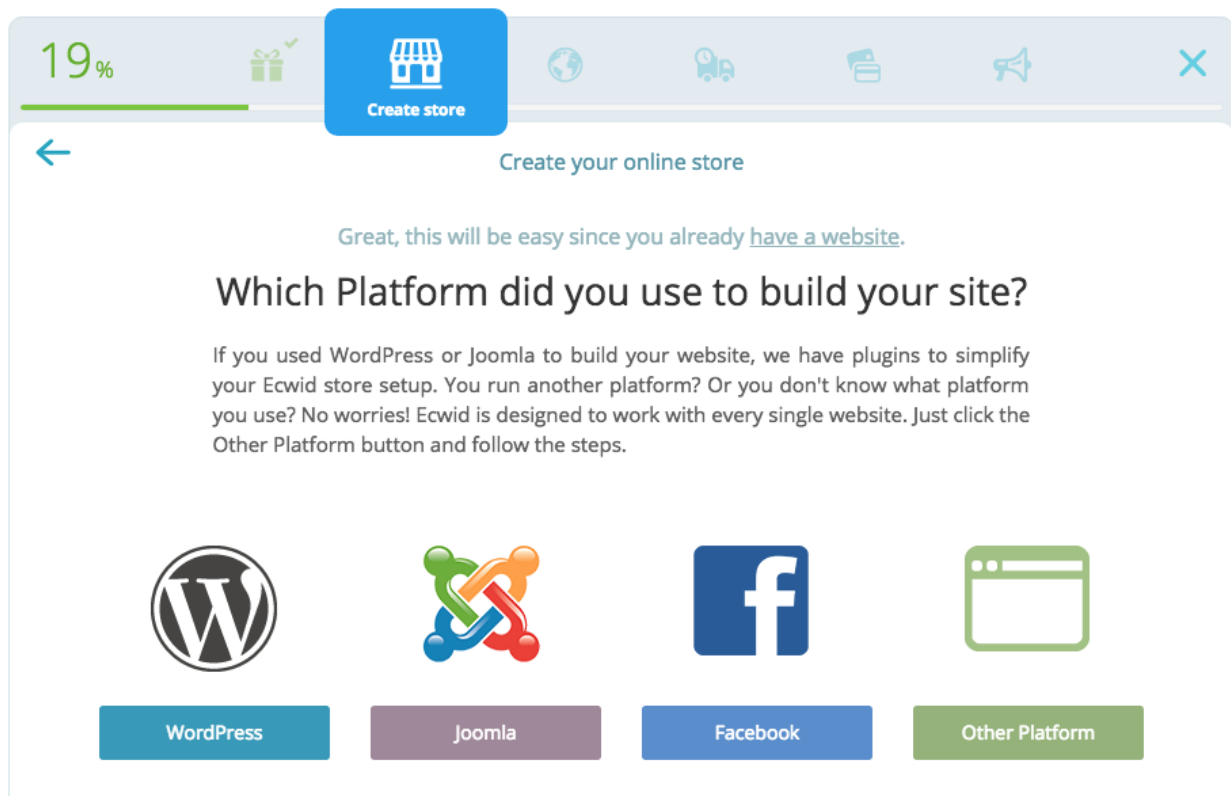 19%
Create store
Create your online store
Great, this will be easy since you already have a website.
Which Platform did you use to build your site?
If you used WordPress or Joomla to build your website, we have plugins to simplify
your Ecwid store setup. You run another platform? Or you don't know what platform
you use? No worries! Ecwid is designed to work with every single website. Just click the
Other Platform button and follow the steps.
WordPress
Joomla
Facebook
Other Platform